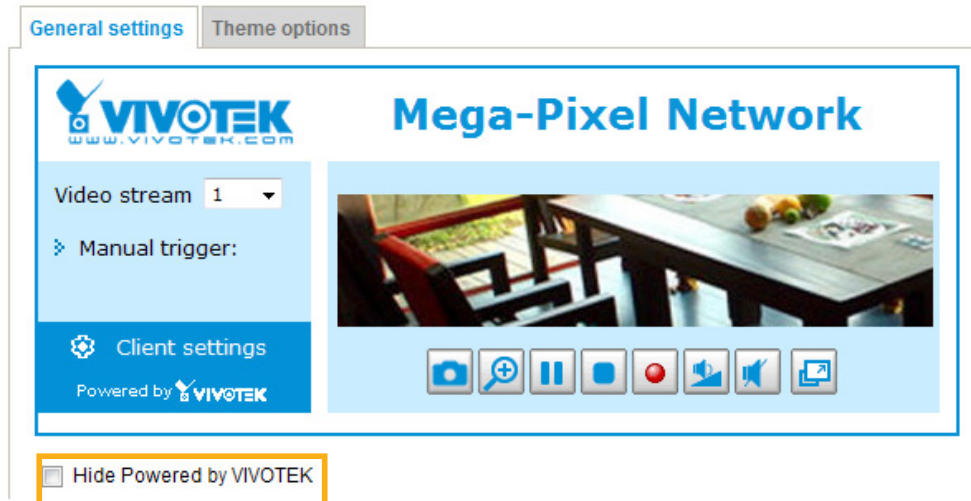 General settings
Theme options
VIVOTEK
www.vivotek.com
Mega-Pixel Network
Video stream 1
Manual trigger:
Client settings
Powered by VIVOTEK
Hide Powered by VIVOTEK